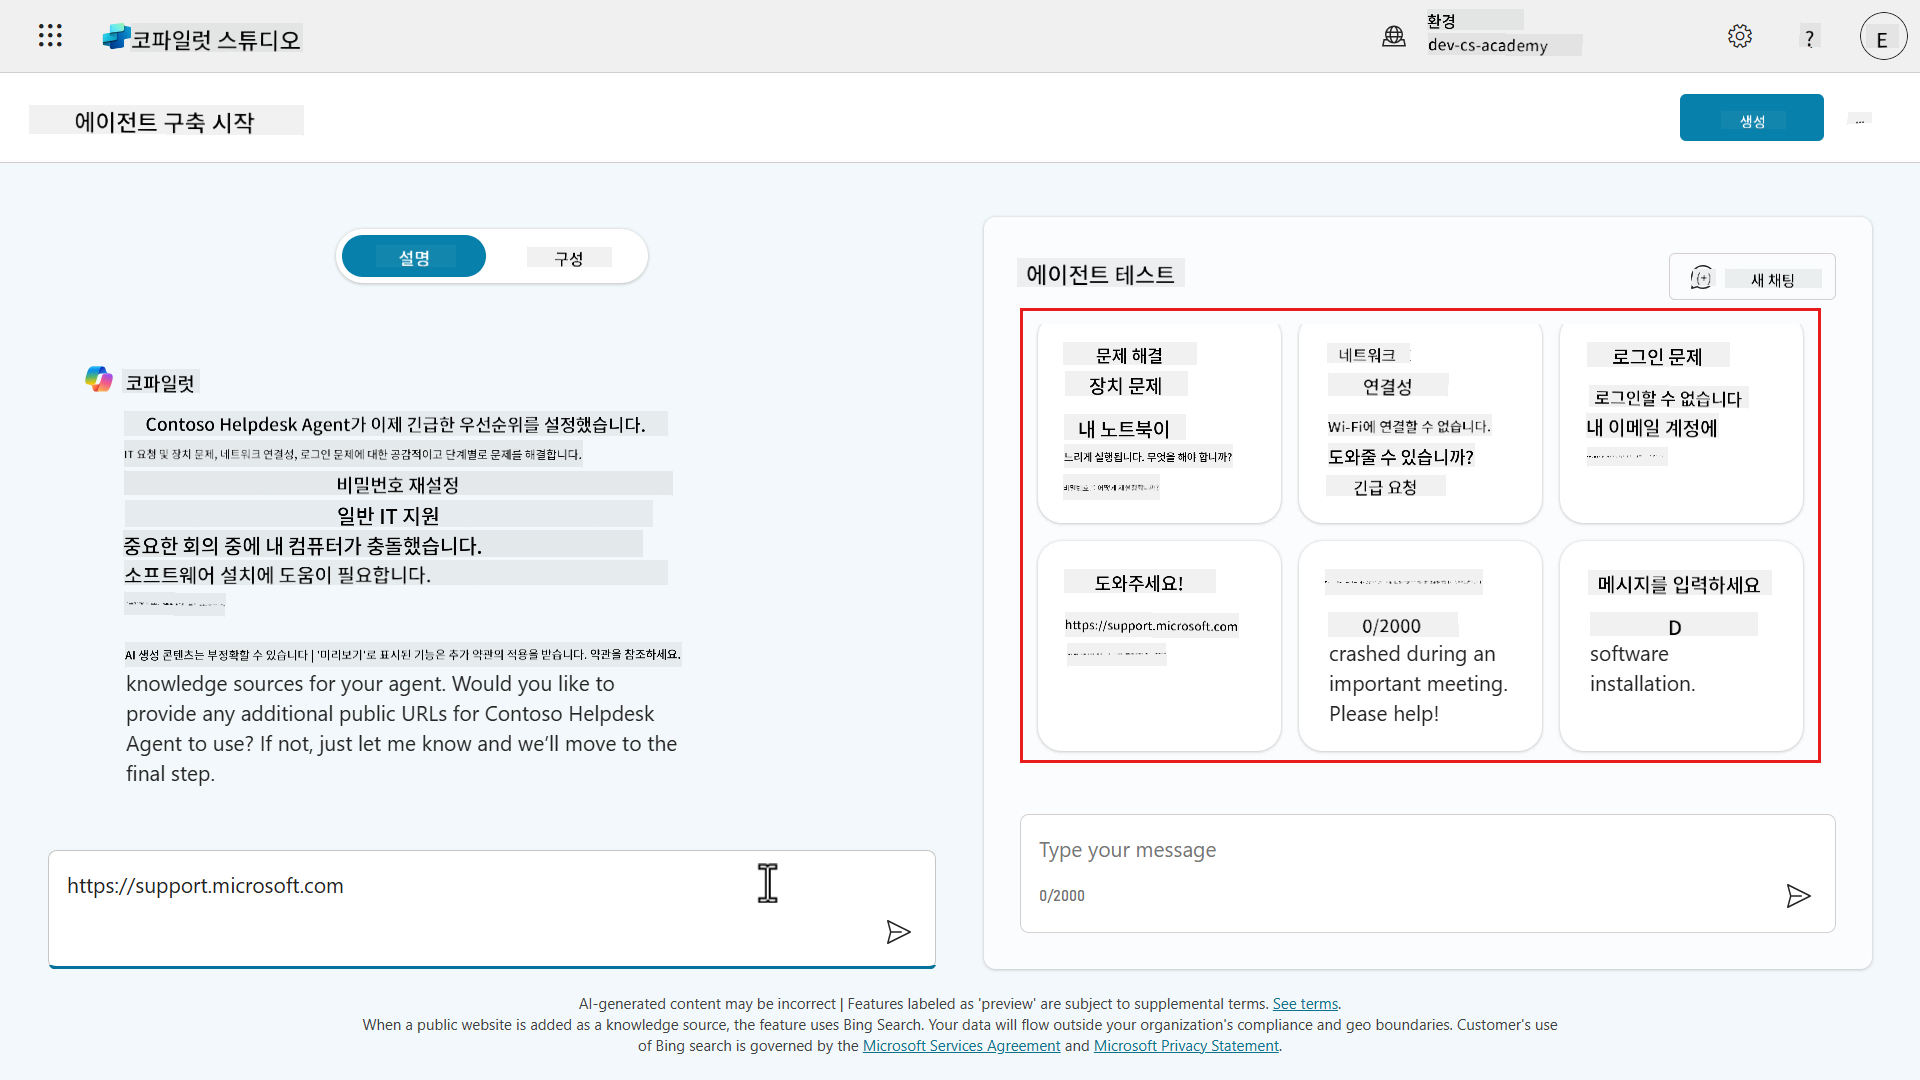 코파일럿 스튜디오
환경
dev-cs-academy
?
E
에이전트 구축 시작
생성
...
설명
구성
코파일럿
Contoso Helpdesk Agent가 이제 긴급한 우선순위를 설정했습니다.
IT 요청 및 장치 문제, 네트워크 연결성, 로그인 문제에 대한 공감적이고 단계별로 문제를 해결합니다.
비밀번호 재설정
일반 IT 지원
중요한 회의 중에 내 컴퓨터가 충돌했습니다.
소프트웨어 설치에 도움이 필요합니다.
AI 생성 콘텐츠는 부정확할 수 있습니다 | '미리보기'로 표시된 기능은 추가 약관의 적용을 받습니다. 약관을 참조하세요.
knowledge sources for your agent. Would you like to
provide any additional public URLs for Contoso Helpdesk
Agent to use? If not, just let me know and we’ll move to the
final step.
https://support.microsoft.com
에이전트 테스트
새 채팅
문제 해결
장치 문제
내 노트북이
느리게 실행됩니다. 무엇을 해야 합니까?
네트워크
연결성
Wi-Fi에 연결할 수 없습니다.
도와줄 수 있습니까?
긴급 요청
로그인 문제
로그인할 수 없습니다
내 이메일 계정에
도와주세요!
https://support.microsoft.com
0/2000
crashed during an
important meeting.
Please help!
메시지를 입력하세요
D
software
installation.
Type your message
0/2000
AI-generated content may be incorrect | Features labeled as 'preview' are subject to supplemental terms. See terms.
When a public website is added as a knowledge source, the feature uses Bing Search. Your data will flow outside your organization's compliance and geo boundaries. Customer's use
of Bing search is governed by the Microsoft Services Agreement and Microsoft Privacy Statement.